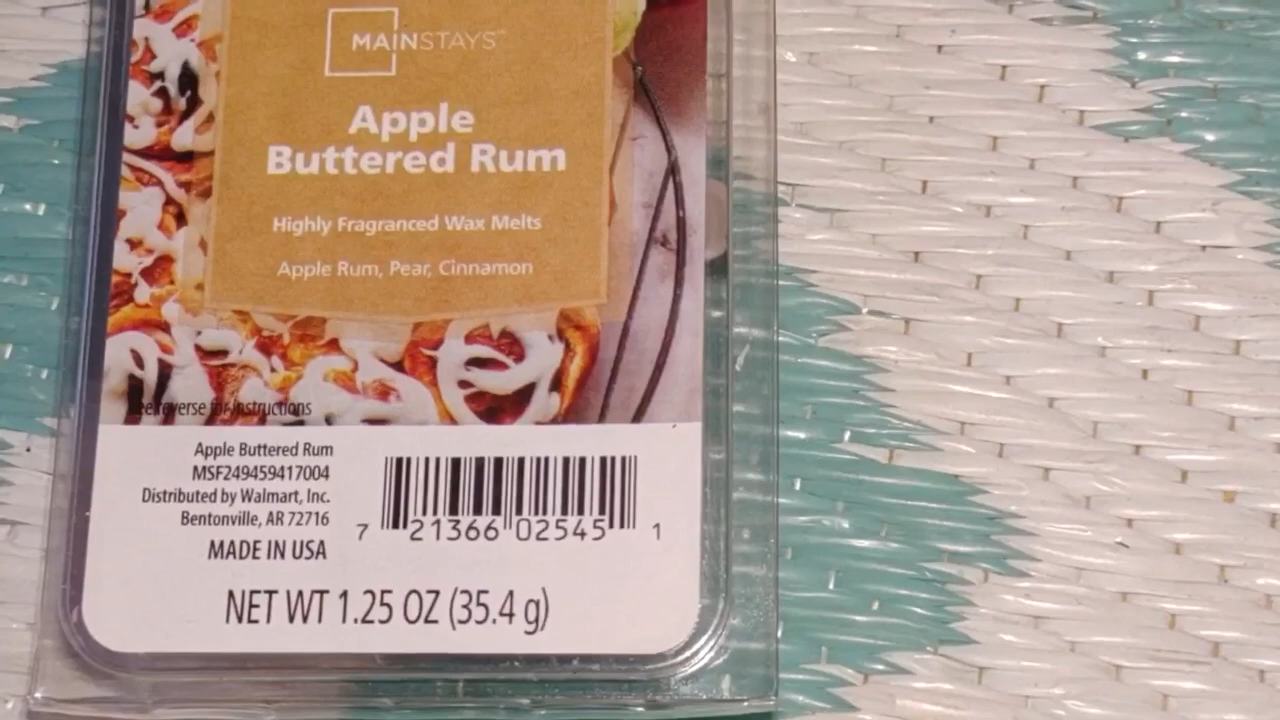 MAINSTAYS™
Apple
Buttered Rum
Highly Fragranced Wax Melts
Apple Rum, Pear, Cinnamon
See reverse for instructions
Apple Buttered Rum
MSF249459417004
Distributed by Walmart, Inc.
Bentonville, AR 72716
MADE IN USA
7 21366 02545 1
NET WT 1.25 OZ (35.4 g)